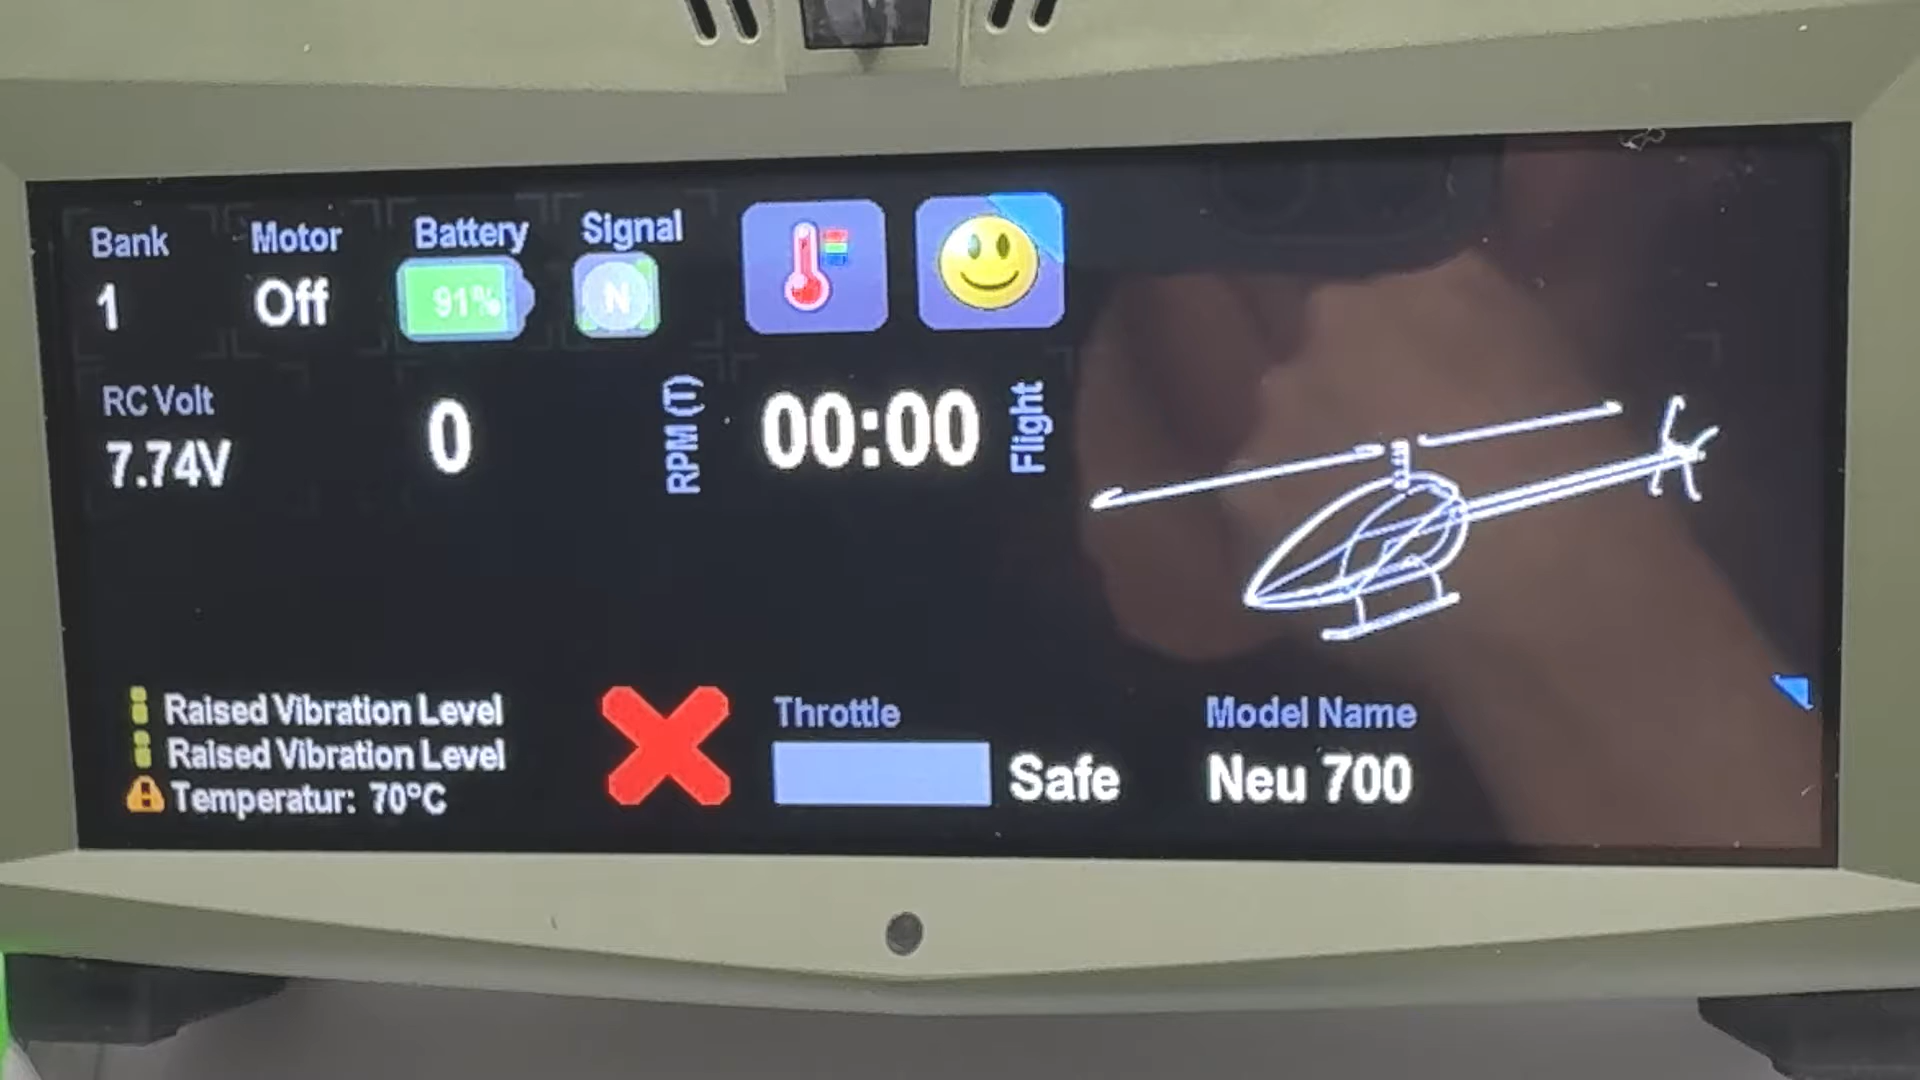 Bank
1
Motor
Off
Battery
91%
Signal
N
RC Volt
7.74V
0
RPM (T)
00:00
Flight
Raised Vibration Level
Raised Vibration Level
Temperatur: 70°C
Throttle
Safe
Model Name
Neu 700